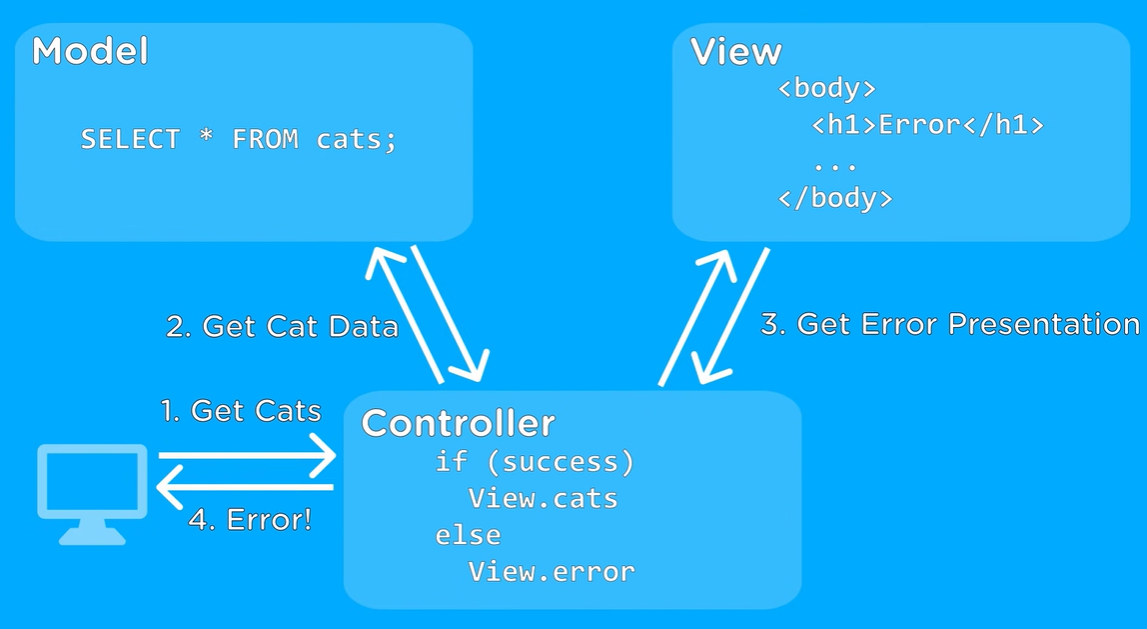 Model
SELECT * FROM cats;
View
<body>
<h1>Error</h1>
...
</body>
2. Get Cat Data
3. Get Error Presentation
1. Get Cats
4. Error!
Controller
if (success)
View.cats
else
View.error